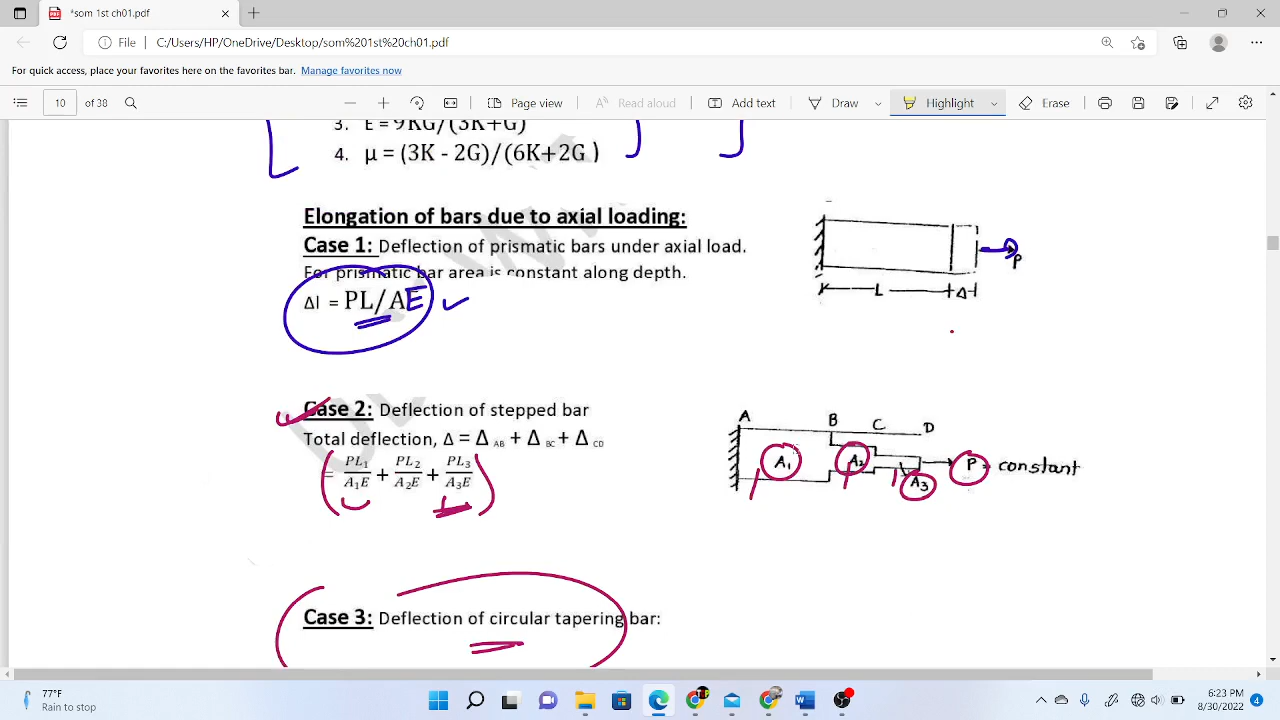 *som 1st ch01.pdf
File C:/Users/HP/OneDrive/Desktop/som%201st%20ch01.pdf
For quick access, place your favorites here on the favorites bar. Manage favorites now
10 of 38 Page view Read aloud Add text Draw Highlight Erase
3. E = 9KG/(3K+G)
4. μ = (3K - 2G)/(6K+2G )
Elongation of bars due to axial loading:
Case 1: Deflection of prismatic bars under axial load.
For prismatic bar area is constant along depth.
Δl = PL/AE
P
L Δ
Case 2: Deflection of stepped bar
Total deflection, Δ = Δ AB + Δ BC + Δ CD
= PL₁/A₁E + PL₂/A₂E + PL₃/A₃E
A B C D
A₁ A₂ A₃ P = constant
Case 3: Deflection of circular tapering bar:
77°F
Rain to stop
8:23 PM
8/30/2022
4